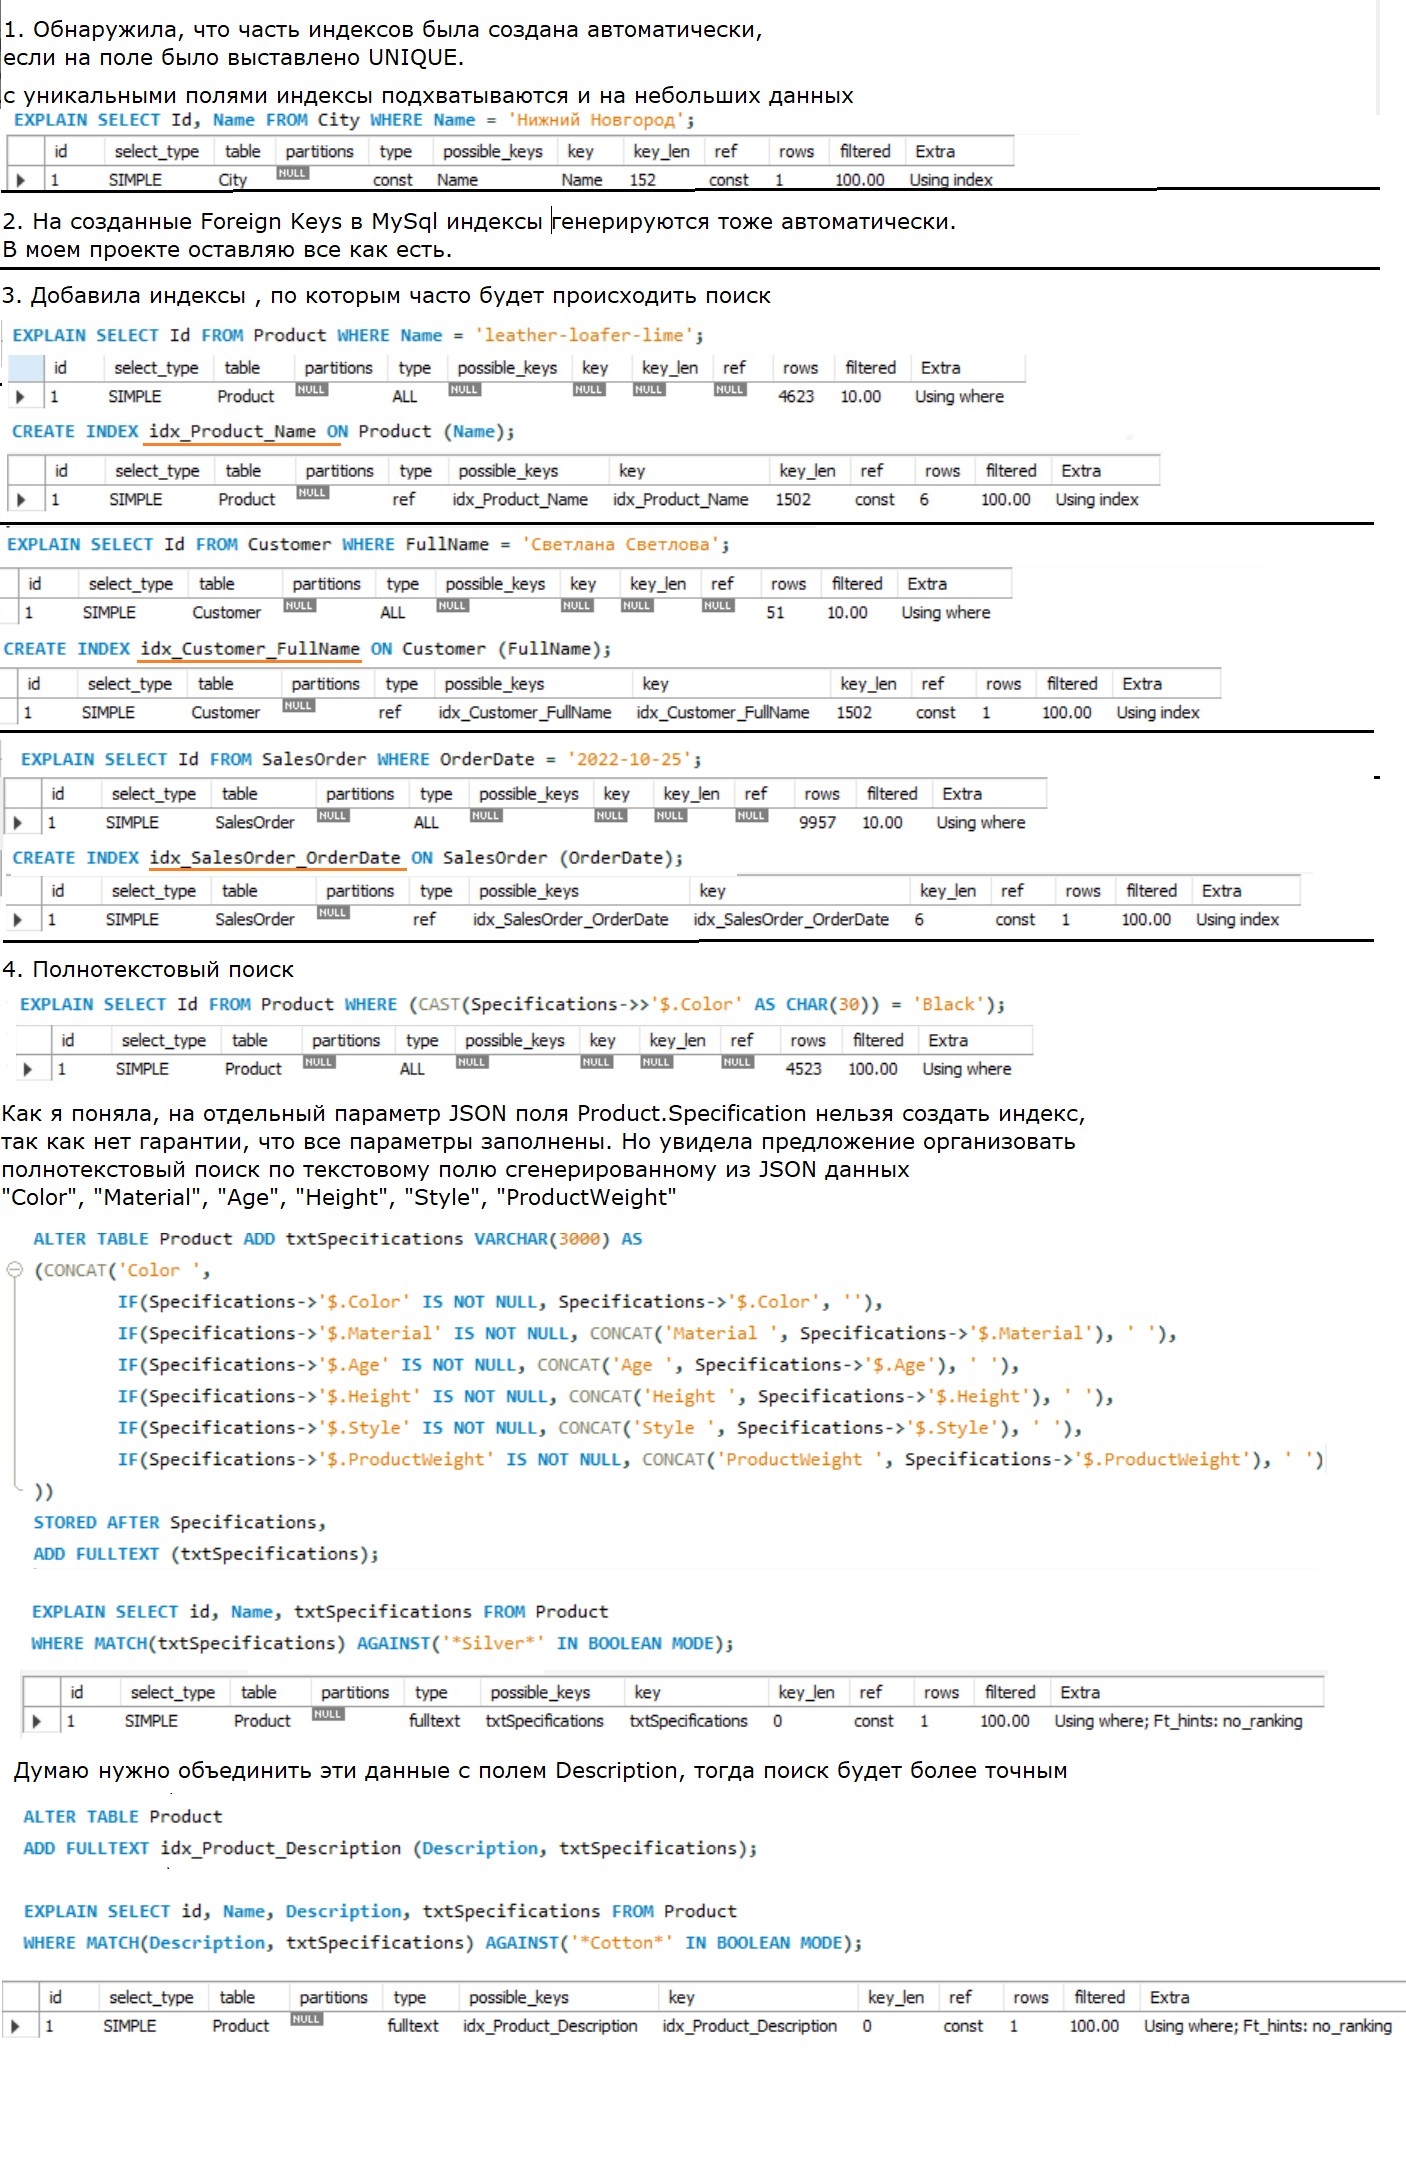 1. Обнаружила, что часть индексов была создана автоматически,
если на поле было выставлено UNIQUE.
с уникальными полями индексы подхватываются и на небольших данных
EXPLAIN SELECT Id, Name FROM City WHERE Name = 'Нижний Новгород';
id select_type table partitions type possible_keys key key_len ref rows filtered Extra
1 SIMPLE City NULL const Name Name 152 const 1 100.00 Using index
2. На созданные Foreign Keys в MySql индексы генерируются тоже автоматически.
В моем проекте оставляю все как есть.
3. Добавила индексы , по которым часто будет происходить поиск
EXPLAIN SELECT Id FROM Product WHERE Name = 'leather-loafer-lime';
id select_type table partitions type possible_keys key key_len ref rows filtered Extra
1 SIMPLE Product NULL ALL NULL NULL NULL NULL 4623 10.00 Using where
CREATE INDEX idx_Product_Name ON Product (Name);
id select_type table partitions type possible_keys key key_len ref rows filtered Extra
1 SIMPLE Product NULL ref idx_Product_Name idx_Product_Name 1502 const 6 100.00 Using index
EXPLAIN SELECT Id FROM Customer WHERE FullName = 'Светлана Светлова';
id select_type table partitions type possible_keys key key_len ref rows filtered Extra
1 SIMPLE Customer NULL ALL NULL NULL NULL NULL 51 10.00 Using where
CREATE INDEX idx_Customer_FullName ON Customer (FullName);
id select_type table partitions type possible_keys key key_len ref rows filtered Extra
1 SIMPLE Customer NULL ref idx_Customer_FullName idx_Customer_FullName 1502 const 1 100.00 Using index
EXPLAIN SELECT Id FROM SalesOrder WHERE OrderDate = '2022-10-25';
id select_type table partitions type possible_keys key key_len ref rows filtered Extra
1 SIMPLE SalesOrder NULL ALL NULL NULL NULL NULL 9957 10.00 Using where
CREATE INDEX idx_SalesOrder_OrderDate ON SalesOrder (OrderDate);
id select_type table partitions type possible_keys key key_len ref rows filtered Extra
1 SIMPLE SalesOrder NULL ref idx_SalesOrder_OrderDate idx_SalesOrder_OrderDate 6 const 1 100.00 Using index
4. Полнотекстовый поиск
EXPLAIN SELECT Id FROM Product WHERE (CAST(Specifications->>'$.Color' AS CHAR(30)) = 'Black');
id select_type table partitions type possible_keys key key_len ref rows filtered Extra
1 SIMPLE Product NULL ALL NULL NULL NULL NULL 4523 100.00 Using where
Как я поняла, на отдельный параметр JSON поля Product.Specification нельзя создать индекс,
так как нет гарантии, что все параметры заполнены. Но увидела предложение организовать
полнотекстовый поиск по текстовому полю сгенерированному из JSON данных
"Color", "Material", "Age", "Height", "Style", "ProductWeight"
ALTER TABLE Product ADD txtSpecifications VARCHAR(3000) AS
(CONCAT('Color ',
IF(Specifications->'$.Color' IS NOT NULL, Specifications->'$.Color', ''),
IF(Specifications->'$.Material' IS NOT NULL, CONCAT('Material ', Specifications->'$.Material'), ' '),
IF(Specifications->'$.Age' IS NOT NULL, CONCAT('Age ', Specifications->'$.Age'), ' '),
IF(Specifications->'$.Height' IS NOT NULL, CONCAT('Height ', Specifications->'$.Height'), ' '),
IF(Specifications->'$.Style' IS NOT NULL, CONCAT('Style ', Specifications->'$.Style'), ' '),
IF(Specifications->'$.ProductWeight' IS NOT NULL, CONCAT('ProductWeight ', Specifications->'$.ProductWeight'), ' ')
))
STORED AFTER Specifications,
ADD FULLTEXT (txtSpecifications);
EXPLAIN SELECT id, Name, txtSpecifications FROM Product
WHERE MATCH(txtSpecifications) AGAINST('*Silver*' IN BOOLEAN MODE);
id select_type table partitions type possible_keys key key_len ref rows filtered Extra
1 SIMPLE Product NULL fulltext txtSpecifications txtSpecifications 0 const 1 100.00 Using where; Ft_hints: no_ranking
Думаю нужно объединить эти данные с полем Description, тогда поиск будет более точным
ALTER TABLE Product
ADD FULLTEXT idx_Product_Description (Description, txtSpecifications);
EXPLAIN SELECT id, Name, Description, txtSpecifications FROM Product
WHERE MATCH(Description, txtSpecifications) AGAINST('*Cotton*' IN BOOLEAN MODE);
id select_type table partitions type possible_keys key key_len ref rows filtered Extra
1 SIMPLE Product NULL fulltext idx_Product_Description idx_Product_Description 0 const 1 100.00 Using where; Ft_hints: no_ranking